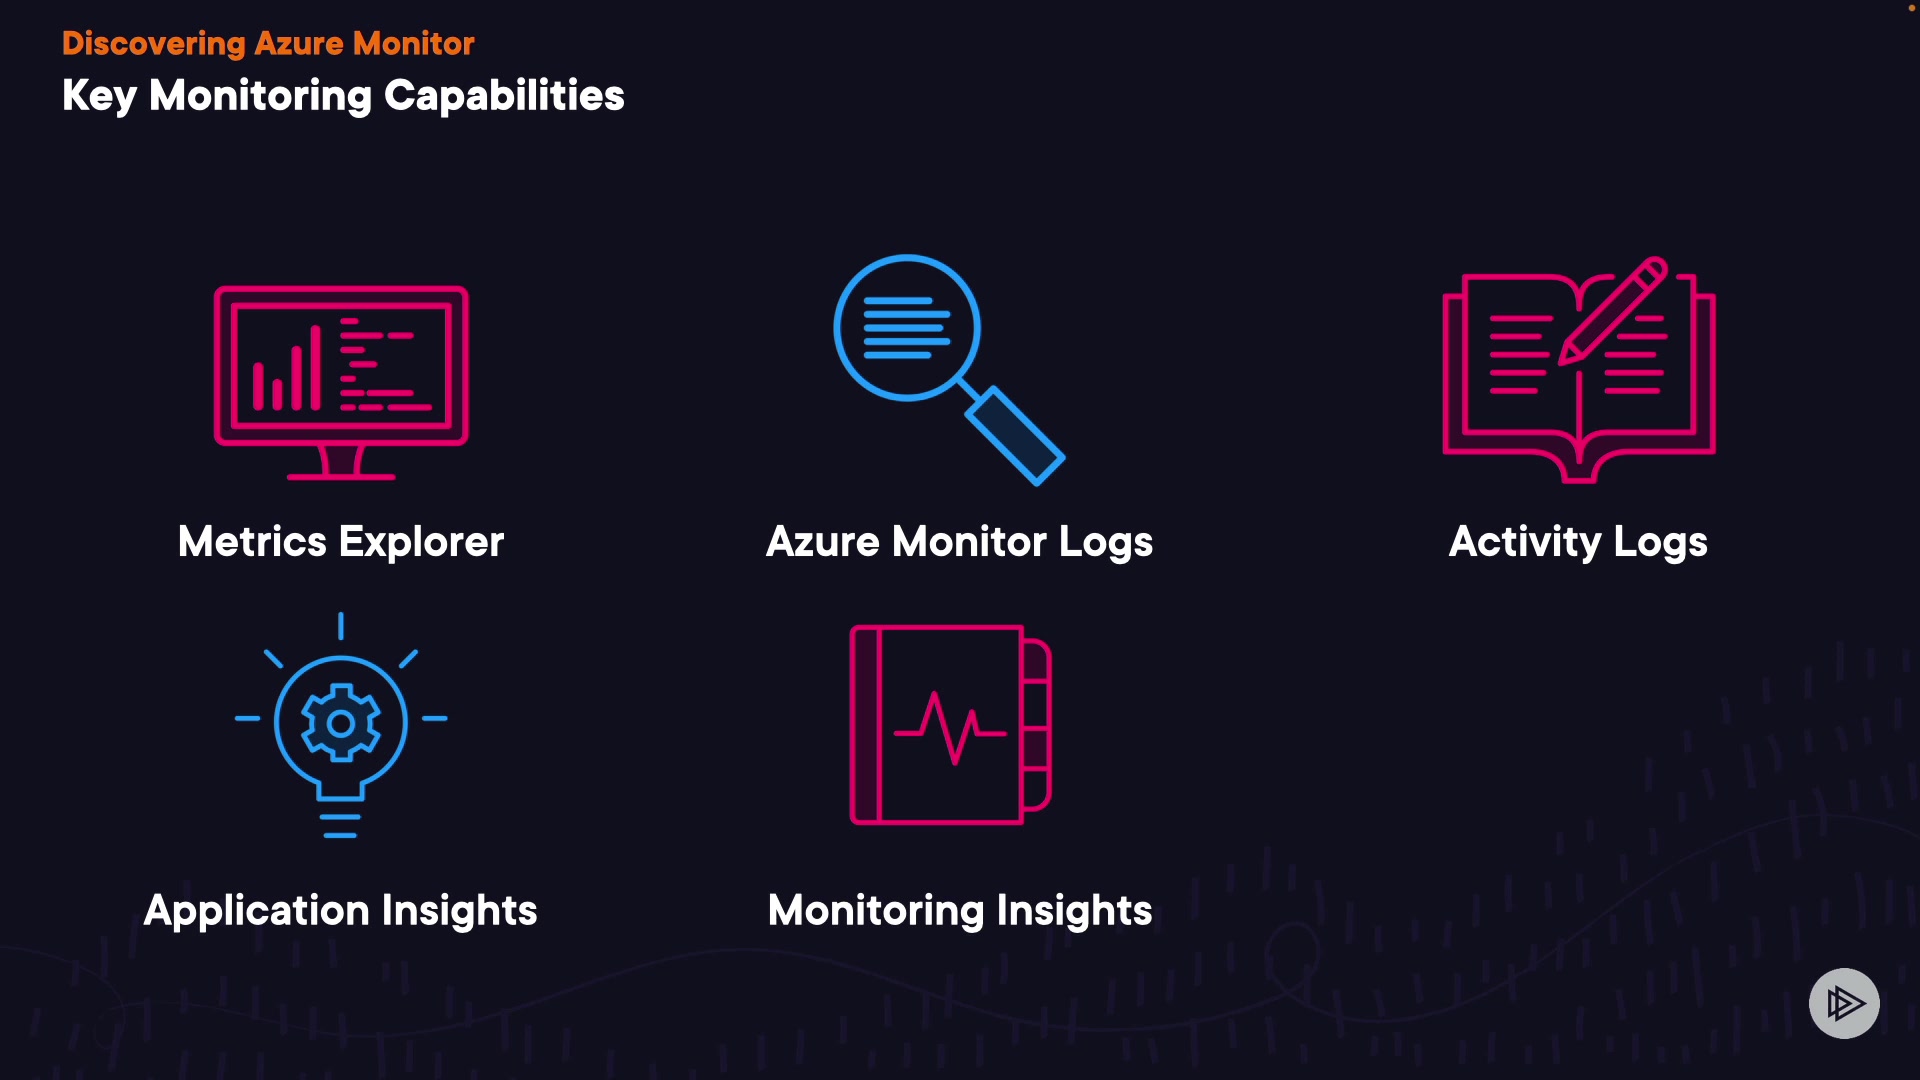 Discovering Azure Monitor
Key Monitoring Capabilities
Metrics Explorer
Azure Monitor Logs
Activity Logs
Application Insights
Monitoring Insights